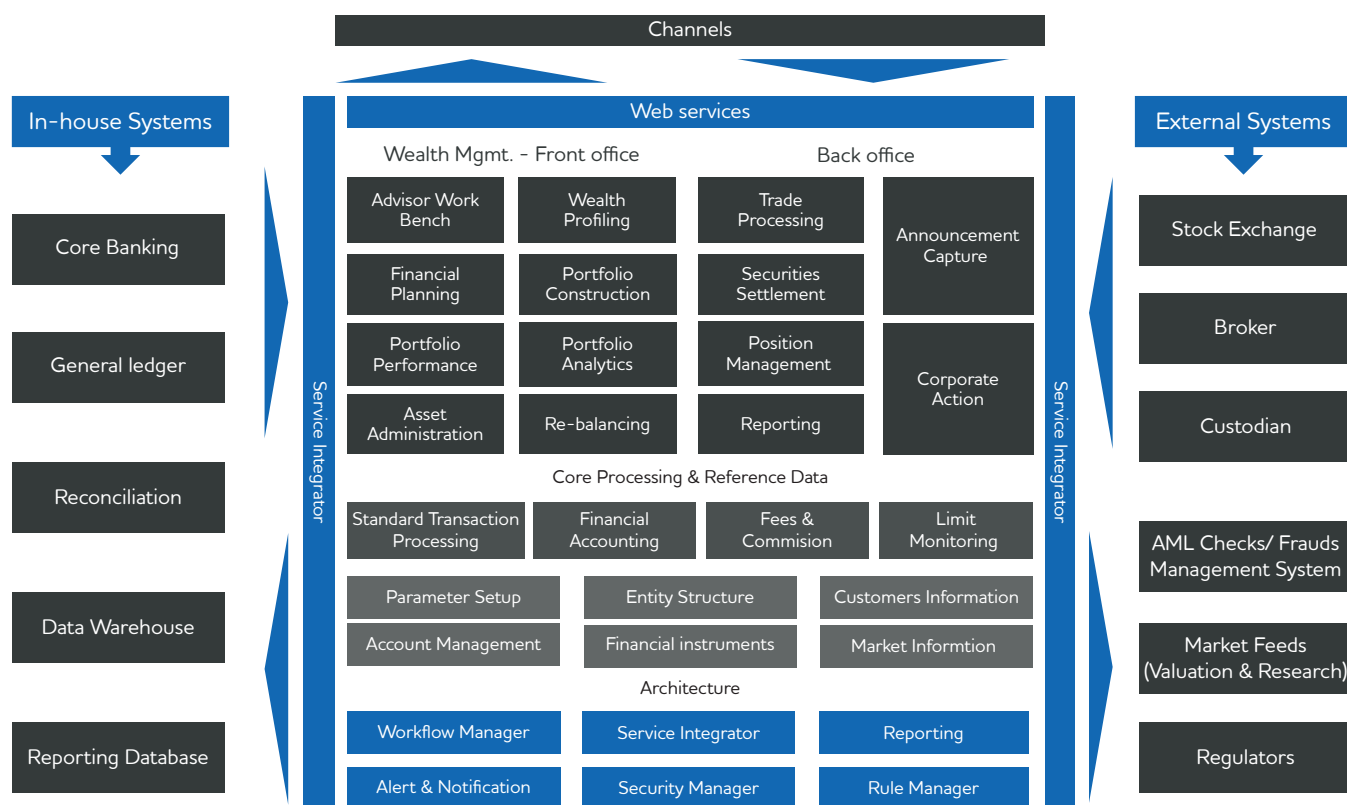 Channels
In-house Systems
Core Banking
General ledger
Reconciliation
Data Warehouse
Reporting Database
Service Integrator
Web services
Wealth Mgmt. - Front office
Back office
Advisor Work
Bench
Wealth
Profiling
Trade
Processing
Announcement
Capture
Financial
Planning
Portfolio
Construction
Securities
Settlement
Portfolio
Performance
Portfolio
Analytics
Position
Management
Corporate
Action
Asset
Administration
Re-balancing
Reporting
Core Processing & Reference Data
Standard Transaction
Processing
Financial
Accounting
Fees &
Commision
Limit
Monitoring
Parameter Setup
Entity Structure
Customers Information
Account Management
Financial instruments
Market Informtion
Architecture
Workflow Manager
Service Integrator
Reporting
Alert & Notification
Security Manager
Rule Manager
Service Integrator
External Systems
Stock Exchange
Broker
Custodian
AML Checks/ Frauds
Management System
Market Feeds
(Valuation & Research)
Regulators